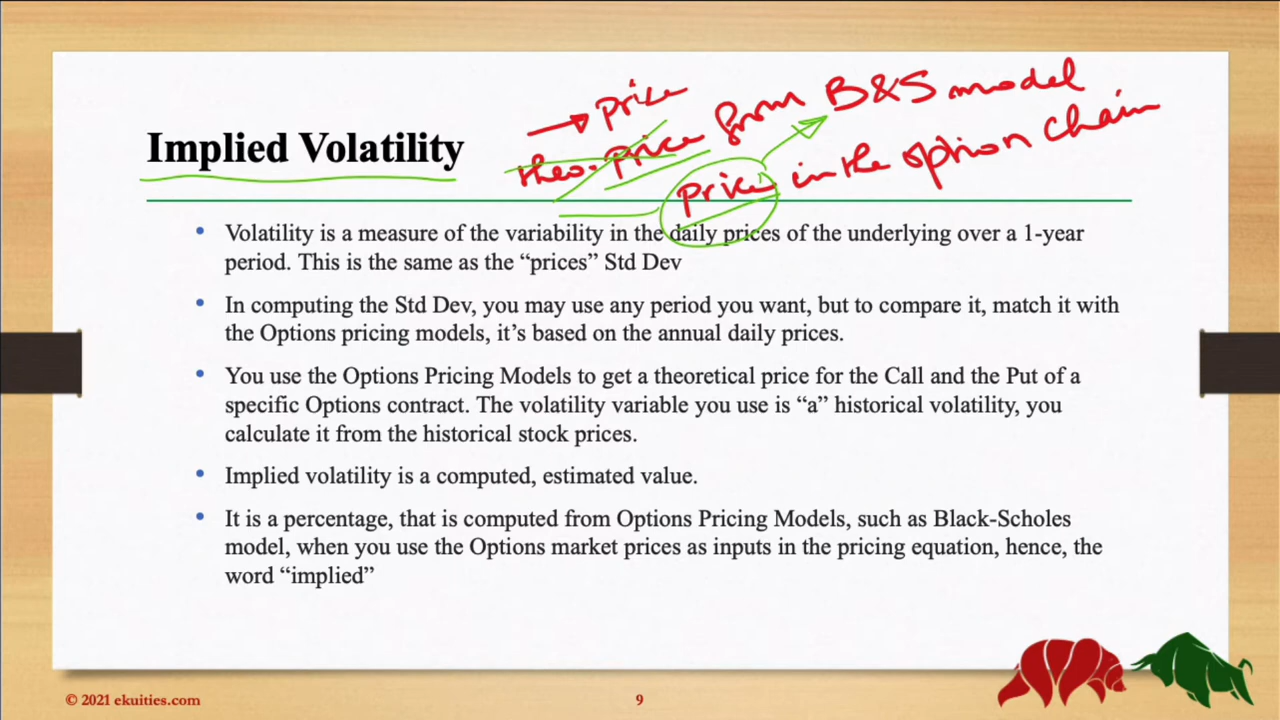 → price
theo. price from B&S model
price in the option chain
Implied Volatility
• Volatility is a measure of the variability in the daily prices of the underlying over a 1-year
period. This is the same as the “prices” Std Dev
• In computing the Std Dev, you may use any period you want, but to compare it, match it with
the Options pricing models, it’s based on the annual daily prices.
• You use the Options Pricing Models to get a theoretical price for the Call and the Put of a
specific Options contract. The volatility variable you use is “a” historical volatility, you
calculate it from the historical stock prices.
• Implied volatility is a computed, estimated value.
• It is a percentage, that is computed from Options Pricing Models, such as Black-Scholes
model, when you use the Options market prices as inputs in the pricing equation, hence, the
word “implied”
© 2021 ekuities.com
9